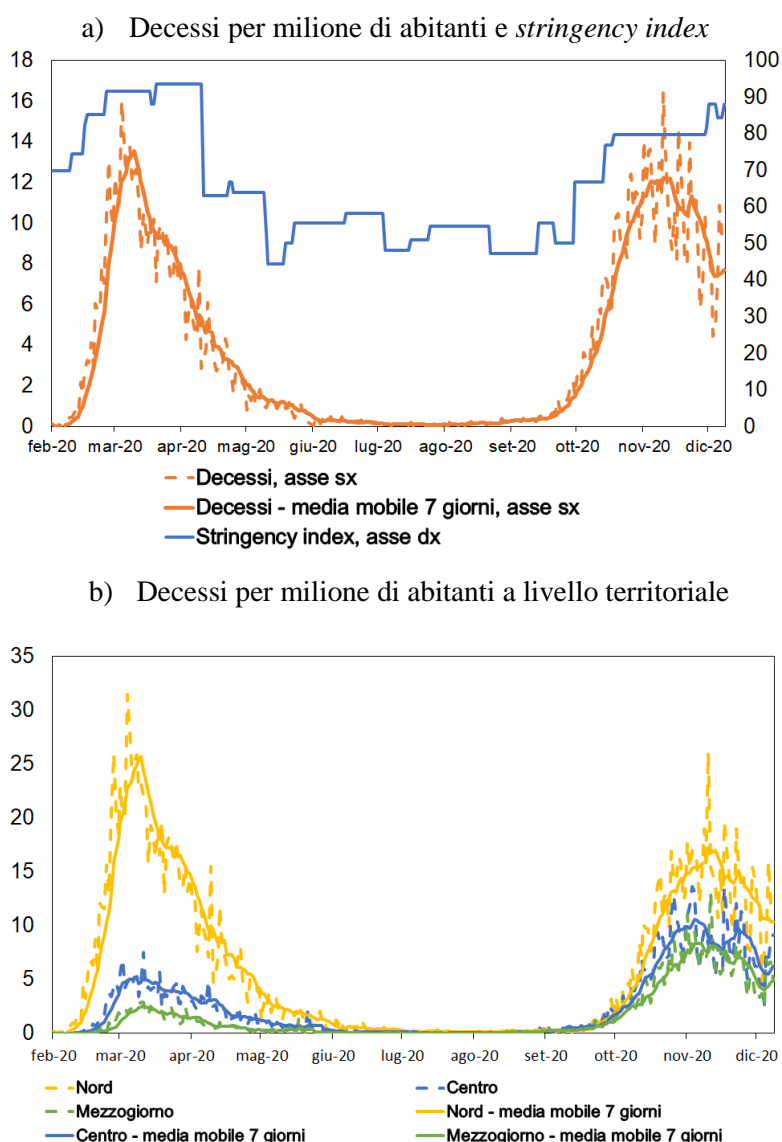 a) Decessi per milione di abitanti e stringency index
18 100
16 90
14 80
12 70
10 60
8 50
6 40
4 30
2 20
0 10
0
feb-20 mar-20 apr-20 mag-20 giu-20 lug-20 ago-20 set-20 ott-20 nov-20 dic-20
Decessi, asse sx
Decessi - media mobile 7 giorni, asse sx
Stringency index, asse dx
b) Decessi per milione di abitanti a livello territoriale
35
30
25
20
15
10
5
0
feb-20 mar-20 apr-20 mag-20 giu-20 lug-20 ago-20 set-20 ott-20 nov-20 dic-20
Nord Centro
Mezzogiorno Nord - media mobile 7 giorni
Centro - media mobile 7 giorni Mezzogiorno - media mobile 7 giorni